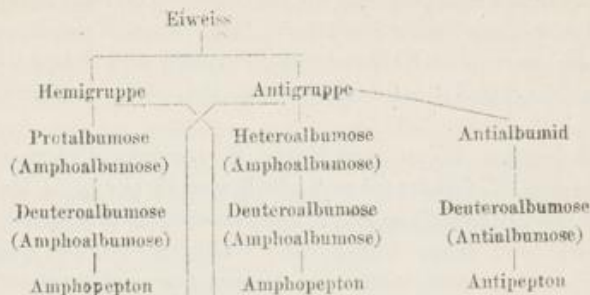 Eiweiss
Hemigruppe Antigruppe
Protalbumose Heteroalbumose Antialbumid
(Amphoalbumose) (Amphoalbumose)
Deuteroalbumose Deuteroalbumose Deuteroalbumose
(Amphoalbumose) (Amphoalbumose) (Antialbumose)
Amphopepton Amphopepton Antipepton